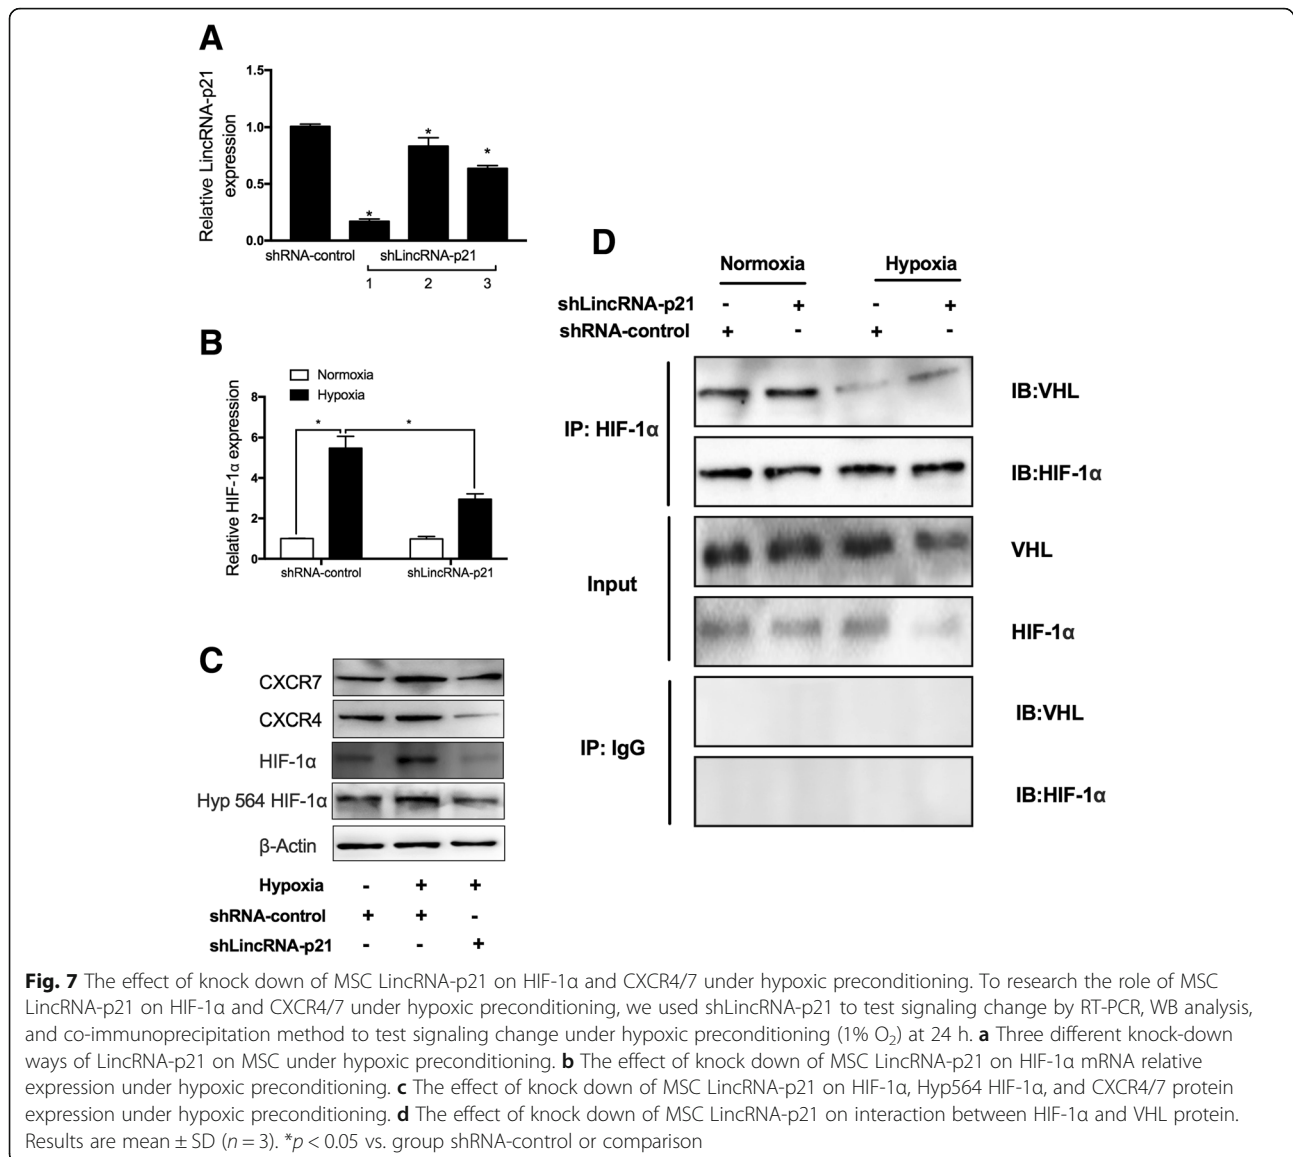 A
Relative LincRNA-p21
expression
1.5
1.0
0.5
0.0
*
*
*
shRNA-control shLincRNA-p21
1 2 3
B
Normoxia
Hypoxia
Relative HIF-1α expression
8
6
4
2
0
* *
shRNA-control shLincRNA-p21
C
CXCR7
CXCR4
HIF-1α
Hyp 564 HIF-1α
β-Actin
Hypoxia - + +
shRNA-control + + -
shLincRNA-p21 - - +
D
Normoxia Hypoxia
shLincRNA-p21 - + - +
shRNA-control + - + -
IP: HIF-1α
IB:VHL
IB:HIF-1α
Input
VHL
HIF-1α
IP: IgG
IB:VHL
IB:HIF-1α
Fig. 7 The effect of knock down of MSC LincRNA-p21 on HIF-1α and CXCR4/7 under hypoxic preconditioning. To research the role of MSC
LincRNA-p21 on HIF-1α and CXCR4/7 under hypoxic preconditioning, we used shLincRNA-p21 to test signaling change by RT-PCR, WB analysis,
and co-immunoprecipitation method to test signaling change under hypoxic preconditioning (1% O₂) at 24 h. a Three different knock-down
ways of LincRNA-p21 on MSC under hypoxic preconditioning. b The effect of knock down of MSC LincRNA-p21 on HIF-1α mRNA relative
expression under hypoxic preconditioning. c The effect of knock down of MSC LincRNA-p21 on HIF-1α, Hyp564 HIF-1α, and CXCR4/7 protein
expression under hypoxic preconditioning. d The effect of knock down of MSC LincRNA-p21 on interaction between HIF-1α and VHL protein.
Results are mean ± SD (n = 3). *p < 0.05 vs. group shRNA-control or comparison